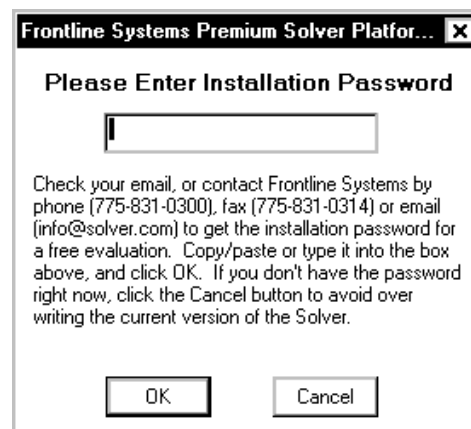 Frontline Systems Premium Solver Platfor...
Please Enter Installation Password
Check your email, or contact Frontline Systems by
phone (775-831-0300), fax (775-831-0314) or email
(info@solver.com) to get the installation password for
a free evaluation.  Copy/paste or type it into the box
above, and click OK.  If you don't have the password
right now, click the Cancel button to avoid over
writing the current version of the Solver.
OK
Cancel